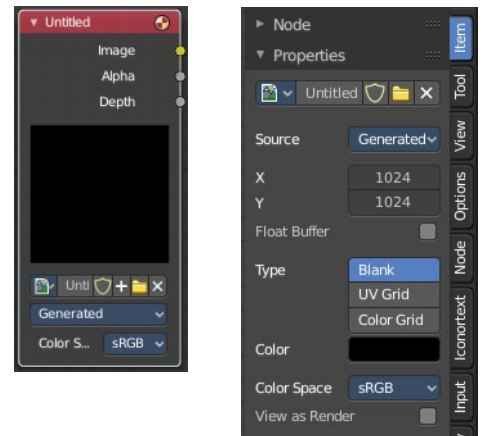 Untitled
Image
Alpha
Depth
Unti
Generated
Color S... sRGB
Node
Properties
Untitled
Source Generated
X 1024
Y 1024
Float Buffer
Type Blank
UV Grid
Color Grid
Color
Color Space sRGB
View as Render
Item
Tool
View
Options
Node
Iconortext
Input